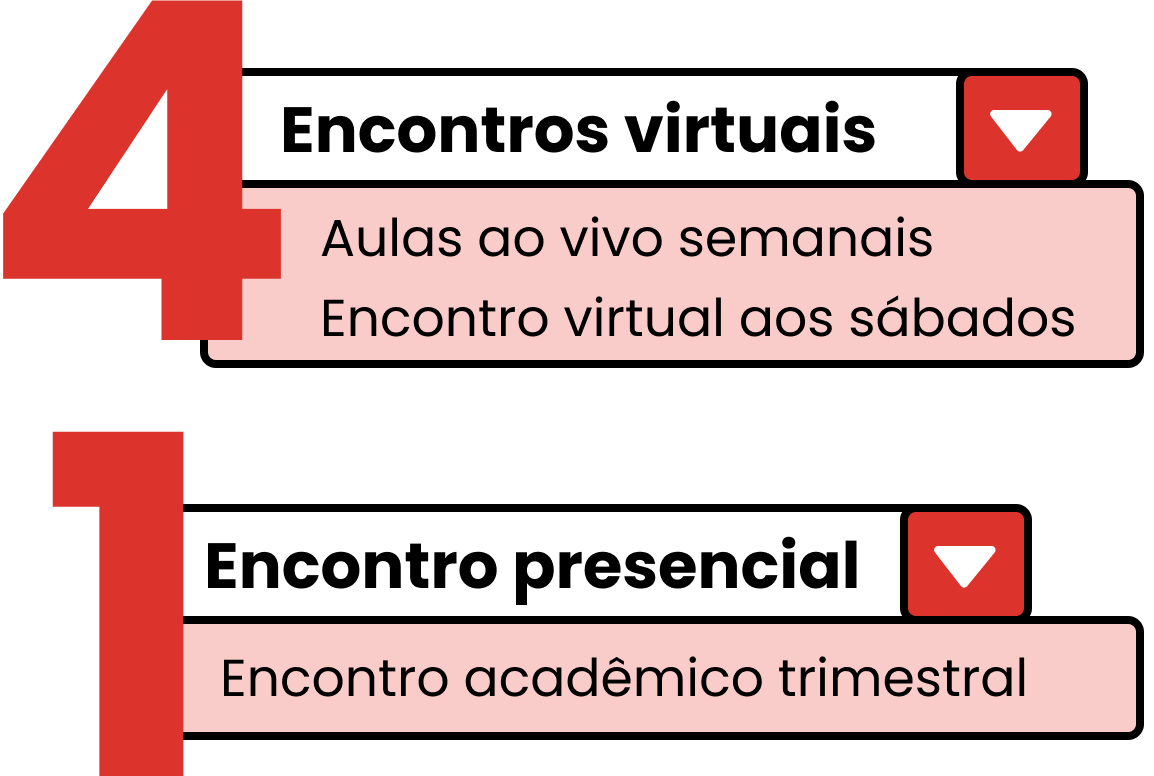 4
Encontros virtuais
Aulas ao vivo semanais
Encontro virtual aos sábados
1
Encontro presencial
Encontro acadêmico trimestral